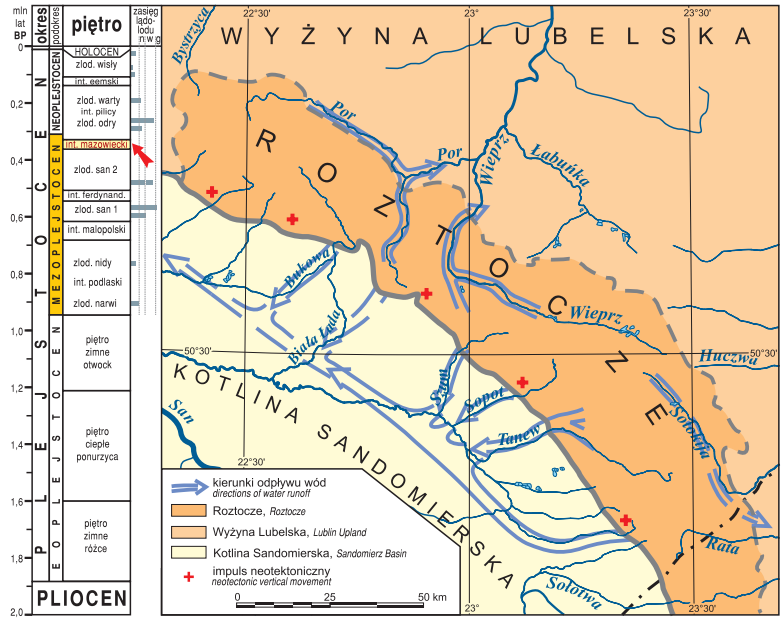 mln
lat
BP
okres
podokres
piętro
zasięg
lądo-
lodu
n w g
0
0,2
0,4
0,6
0,8
1,0
1,2
1,4
1,6
1,8
2,0
PLEJSTOCEN
NEOPLEJSTOCEN
MEZOPLEJSTOCEN
EOPLEJSTOCEN
HOLOCEN
zlod. wisły
int. eemski
zlod. warty
int. pilicy
zlod. odry
int. mazowiecki
zlod. san 2
int. ferdynand.
zlod. san 1
int. małopolski
zlod. nidy
int. podlaski
zlod. narwi
piętro
zimne
otwock
piętro
ciepłe
ponurzyca
piętro
zimne
różce
PLIOCEN
22°30'
23°
23°30'
WYŻYNA LUBELSKA
Bystrzyca
Por
Por
Wieprz
Łabuńka
ROZTOCZE
Bukowa
Biała Łada
Wieprz
50°30'
50°30'
Huczwa
KOTLINA SANDOMIERSKA
San
Szum
Sopot
Tanew
Sołokija
Rata
Sołotwa
22°30'
23°
23°30'
kierunki odpływu wód
directions of water runoff
Roztocze, Roztocze
Wyżyna Lubelska, Lublin Upland
Kotlina Sandomierska, Sandomierz Basin
impuls neotektoniczny
neotectonic vertical movement
0 25 50 km